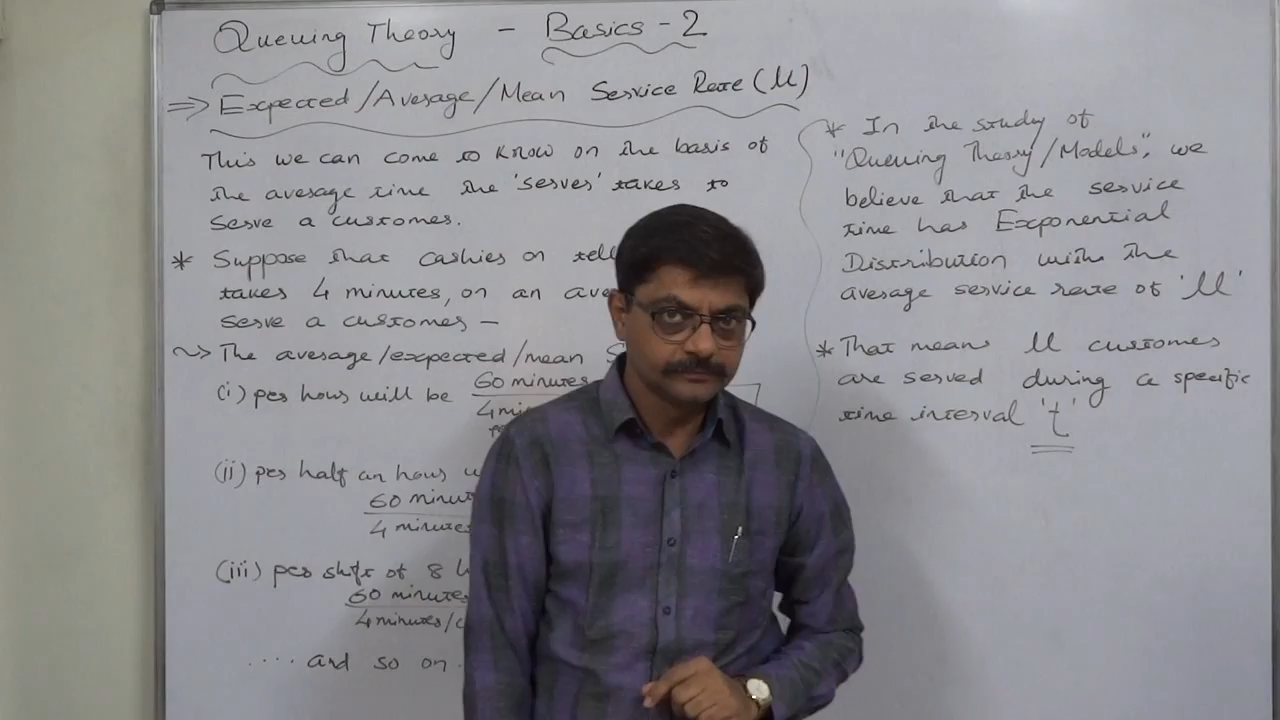 Queuing Theory - Basics - 2
⇒ Expected/Average/Mean Service Rate (μ)
This we can come to know on the basis of
the average time the 'server' takes to
serve a customer.
* Suppose that cashier or
takes 4 minutes, on an
serve a customer -
~> The average/expected/mean
(i) per hour will be 60 minutes
4
(ii) per half an hour
60
4
(iii) per shift of 8
60 minutes
4 minutes/
.... and so on.
* In the study of
"Queuing Theory/Models", we
believe that the service
time has Exponential
Distribution with the
average service rate of 'μ'
* That means μ customer
are served during a specific
time interval 't'